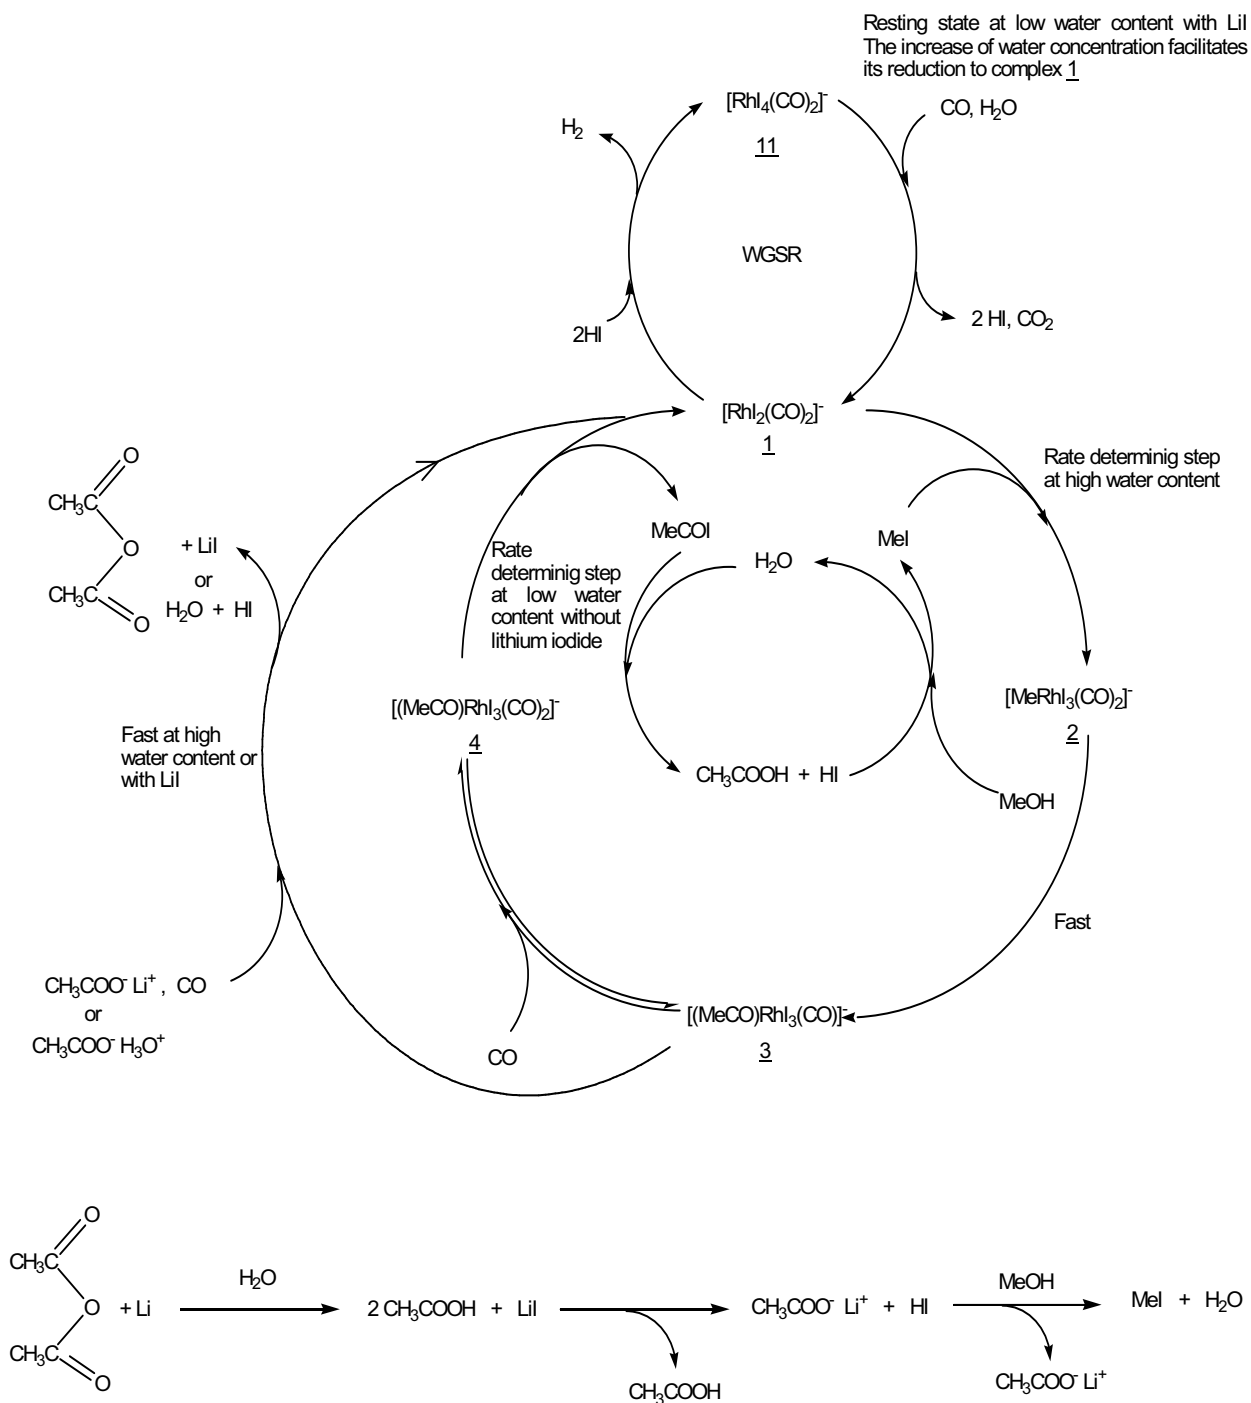 Resting state at low water content with LiI
The increase of water concentration facilitates
its reduction to complex 1
[RhI₄(CO)₂]⁻
11
CO, H₂O
H₂
WGSR
2HI
2 HI, CO₂
[RhI₂(CO)₂]⁻
1
Rate determinig step
at high water content
O
CH₃C
O
CH₃C
O
+ LiI
or
H₂O + HI
MeCOI
MeI
H₂O
Rate
determinig step
at low water
content without
lithium iodide
[(MeCO)RhI₃(CO)₂]⁻
4
[MeRhI₃(CO)₂]⁻
2
Fast at high
water content or
with LiI
CH₃COOH + HI
MeOH
Fast
CH₃COO⁻ Li⁺ , CO
or
CH₃COO⁻ H₃O⁺
[(MeCO)RhI₃(CO)]⁻
3
CO
O
CH₃C
O
CH₃C
O
+ Li
H₂O
2 CH₃COOH + LiI
CH₃COOH
CH₃COO⁻ Li⁺ + HI
MeOH
CH₃COO⁻ Li⁺
MeI + H₂O